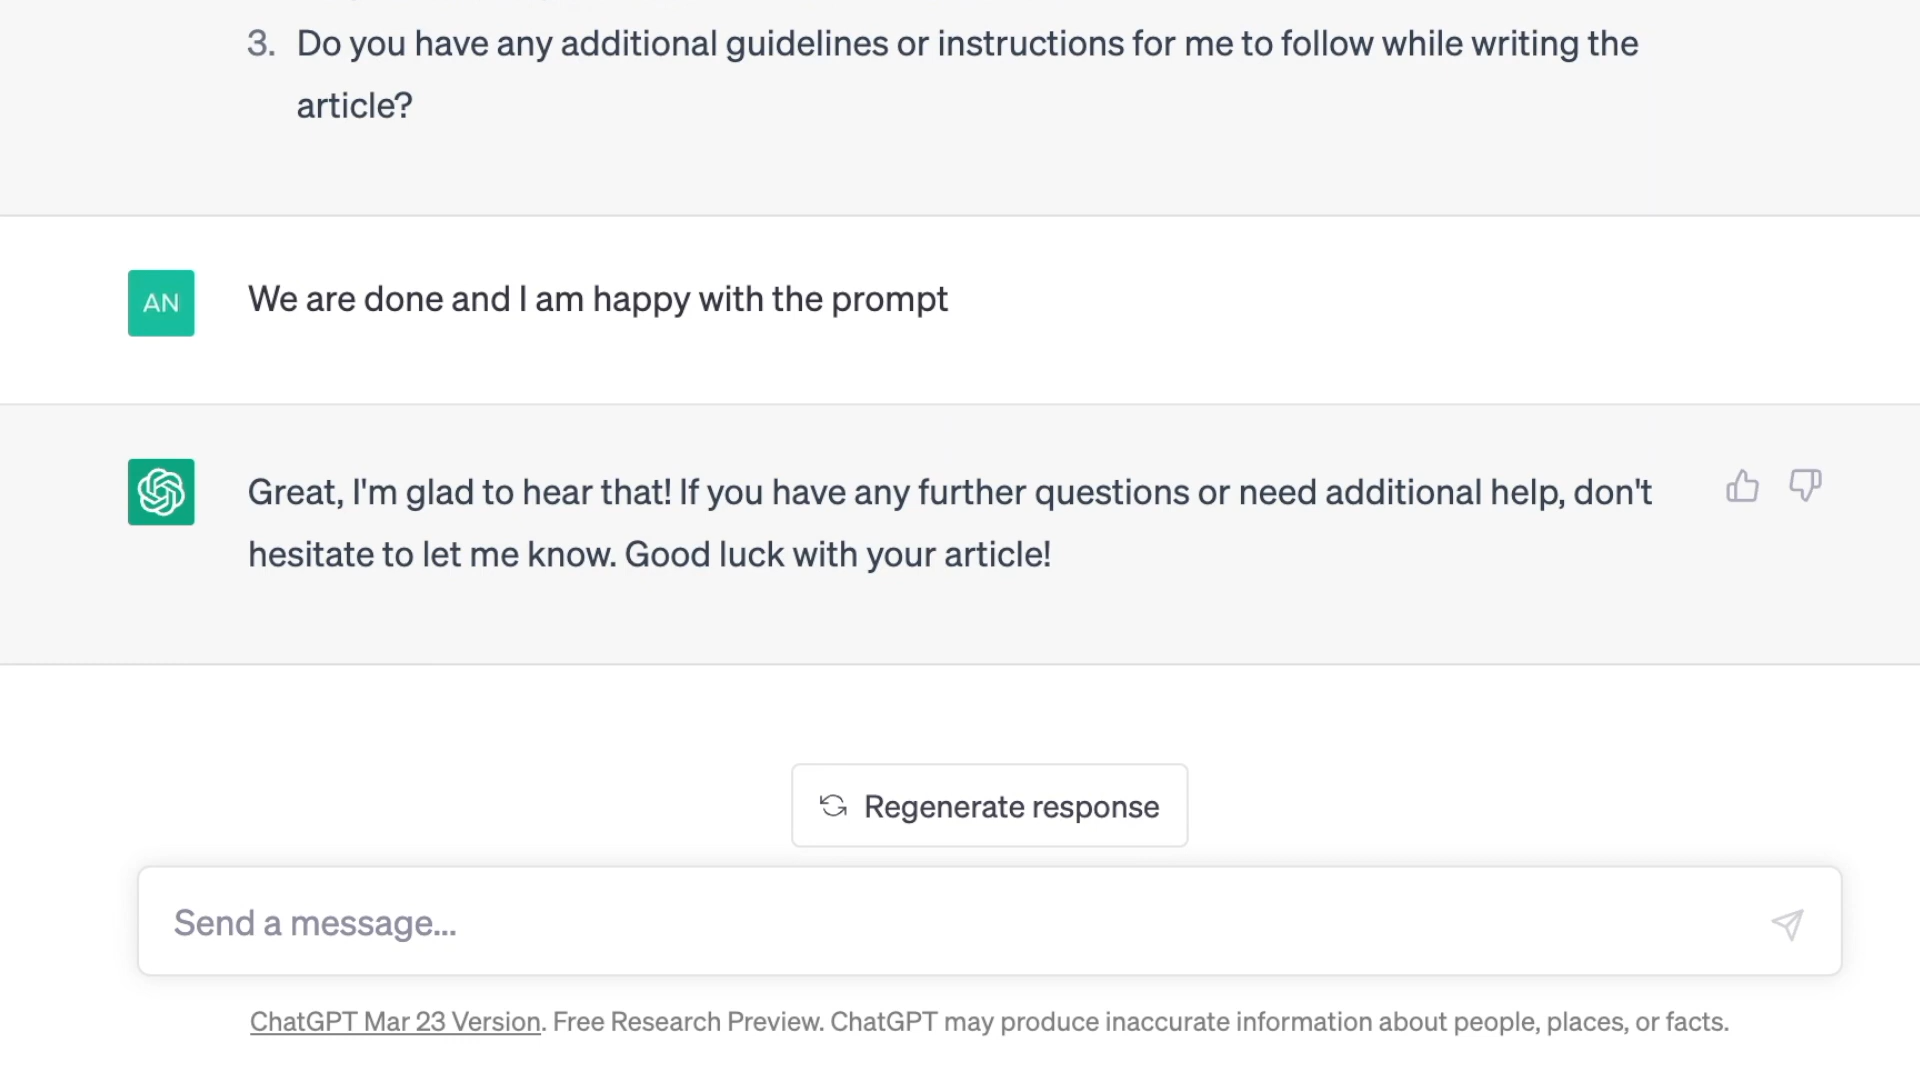 3. Do you have any additional guidelines or instructions for me to follow while writing the
article?
AN
We are done and I am happy with the prompt
Great, I'm glad to hear that! If you have any further questions or need additional help, don't
hesitate to let me know. Good luck with your article!
Regenerate response
Send a message...
ChatGPT Mar 23 Version. Free Research Preview. ChatGPT may produce inaccurate information about people, places, or facts.